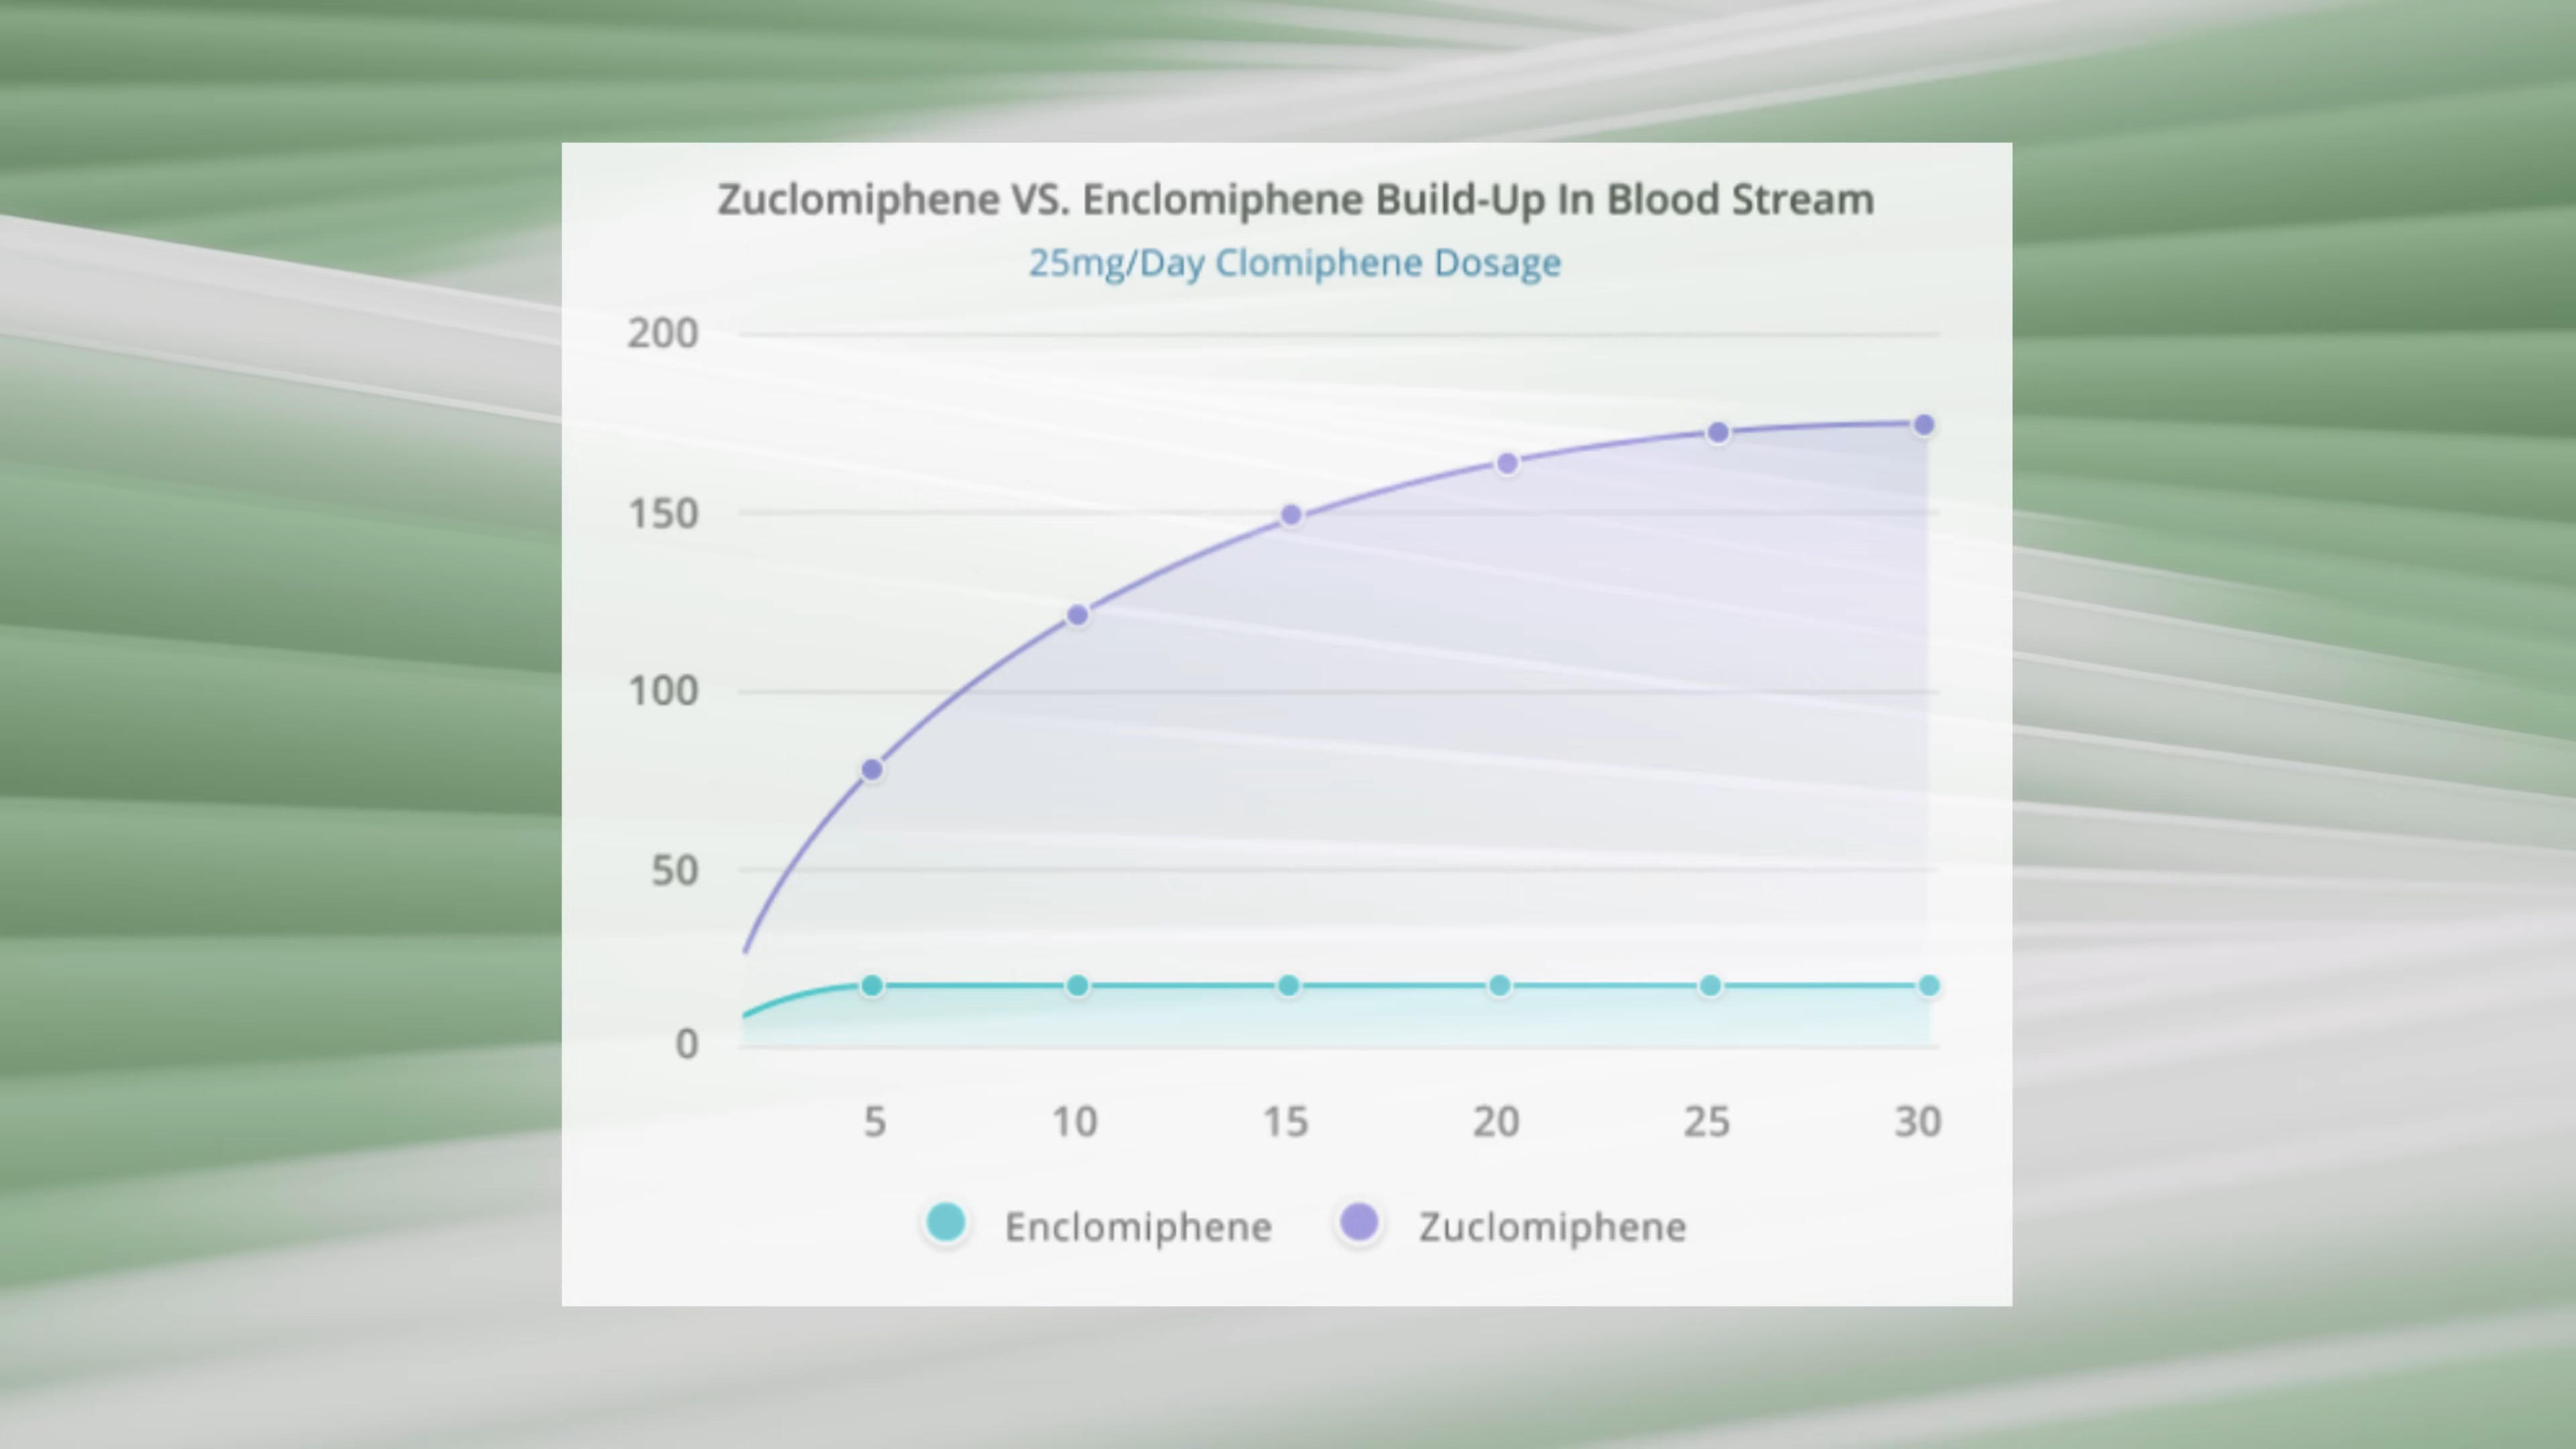 Zuclomiphene VS. Enclomiphene Build-Up In Blood Stream
25mg/Day Clomiphene Dosage
200
150
100
50
0
5 10 15 20 25 30
Enclomiphene Zuclomiphene